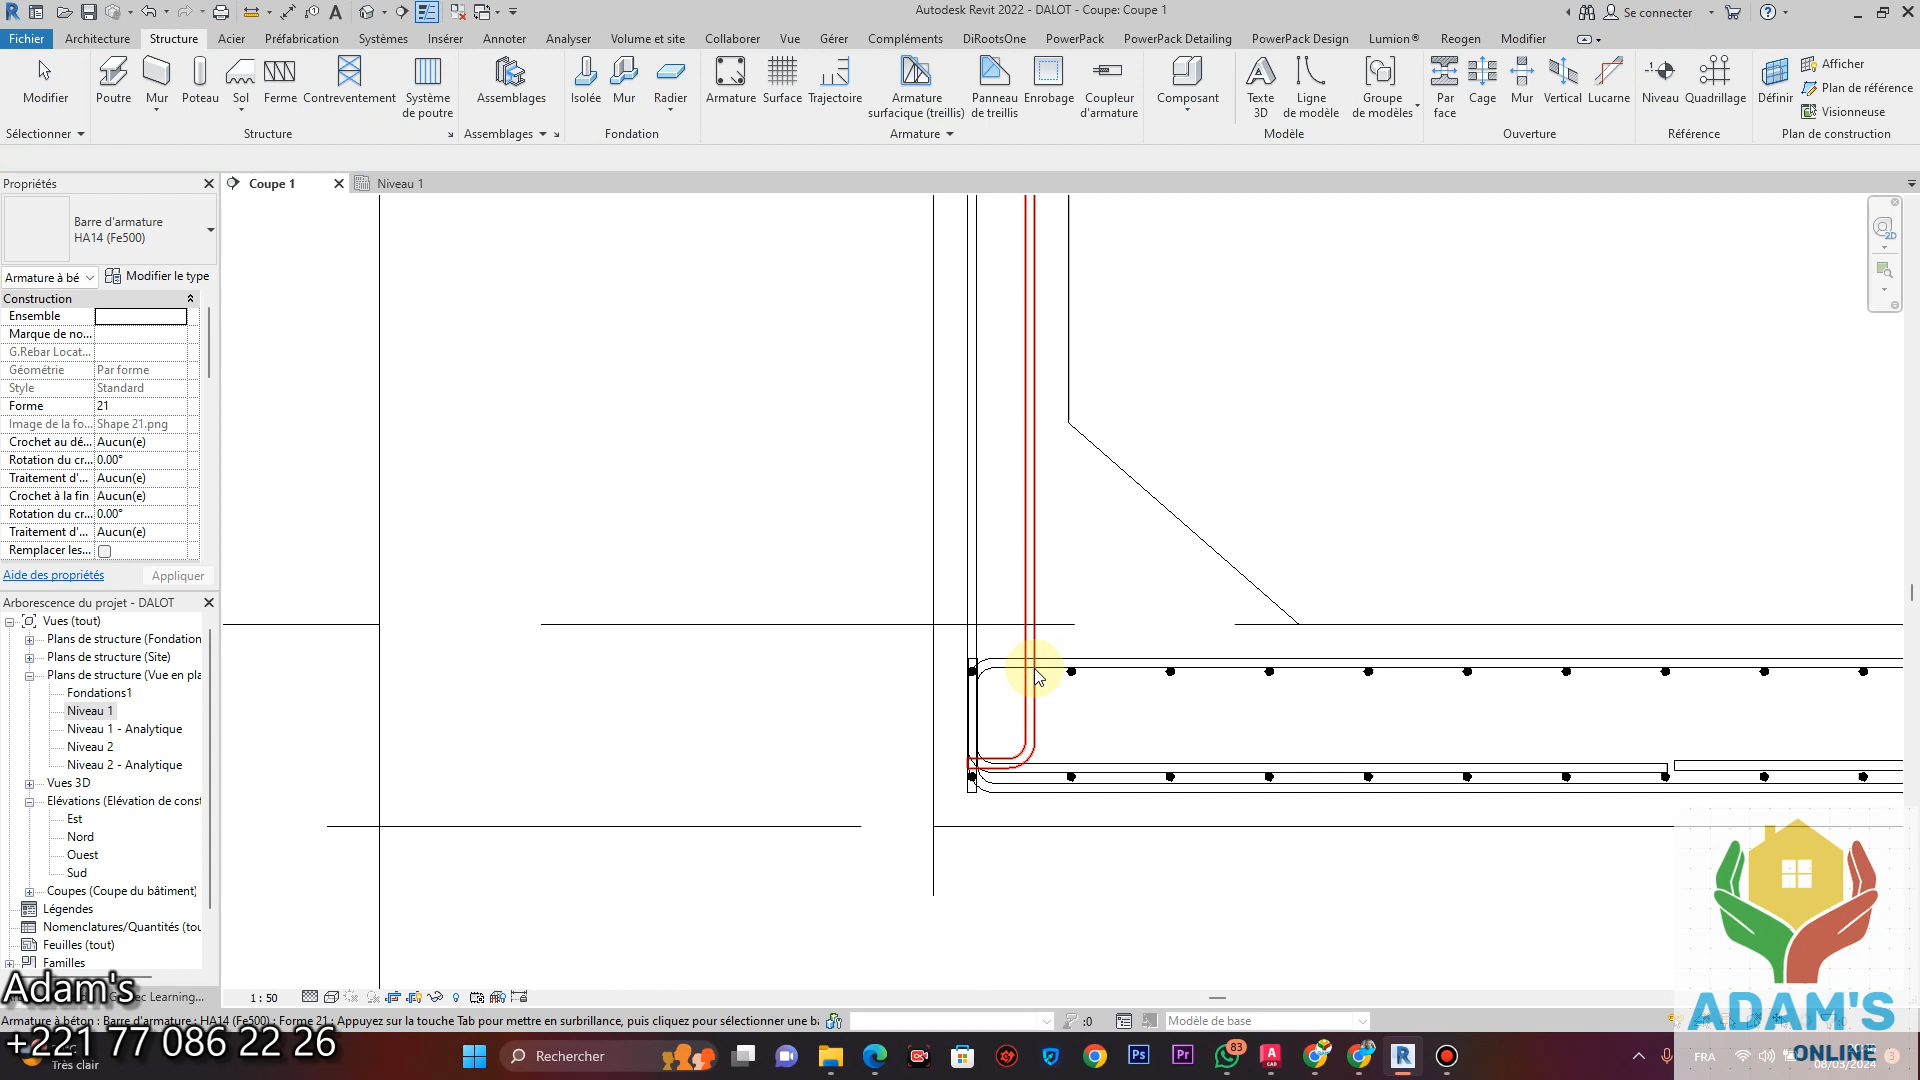 Autodesk Revit 2022 - DALOT - Coupe: Coupe 1
Se connecter
Fichier Architecture Structure Acier Préfabrication Systèmes Insérer Annoter Analyser Volume et site Collaborer Vue Gérer Compléments DiRootsOne PowerPack PowerPack Detailing PowerPack Design Lumion® Reogen Modifier
Modifier Poutre Mur Poteau Sol Ferme Contreventement Système de poutre Assemblages Isolée Mur Radier Armature Surface Trajectoire Armature surfacique (treillis) Panneau de treillis Enrobage Coupleur d'armature Composant Texte 3D Ligne de modèle Groupe de modèles Par face Cage Mur Vertical Lucarne Niveau Quadrillage Définir
Afficher
Plan de référence
Visionneuse
Sélectionner Structure Assemblages Fondation Armature Modèle Ouverture Référence Plan de construction
Propriétés
Coupe 1 Niveau 1
Barre d'armature
HA14 (Fe500)
Armature à bé Modifier le type
Construction
Ensemble
Marque de no...
G.Rebar Locat...
Géométrie Par forme
Style Standard
Forme 21
Image de la fo... Shape 21.png
Crochet au dé... Aucun(e)
Rotation du cr... 0.00°
Traitement d'... Aucun(e)
Crochet à la fin Aucun(e)
Rotation du cr... 0.00°
Traitement d'... Aucun(e)
Remplacer les...
Aide des propriétés Appliquer
Arborescence du projet - DALOT
Vues (tout)
Plans de structure (Fondation
Plans de structure (Site)
Plans de structure (Vue en pla
Fondations1
Niveau 1
Niveau 1 - Analytique
Niveau 2
Niveau 2 - Analytique
Vues 3D
Elévations (Elévation de const
Est
Nord
Ouest
Sud
Coupes (Coupe du bâtiment)
Légendes
Nomenclatures/Quantités (tou
Feuilles (tout)
Familles
Adam's
Learning...
1 : 50
Armature à béton : Barre d'armature : HA14 (Fe500) : Forme 21 : Appuyez sur la touche Tab pour mettre en surbrillance, puis cliquez pour sélectionner une ba
:0
Modèle de base
+221 77 086 22 26
Très clair
Rechercher
2D
83
FRA
08/03/2024
3
ADAM'S
ONLINE